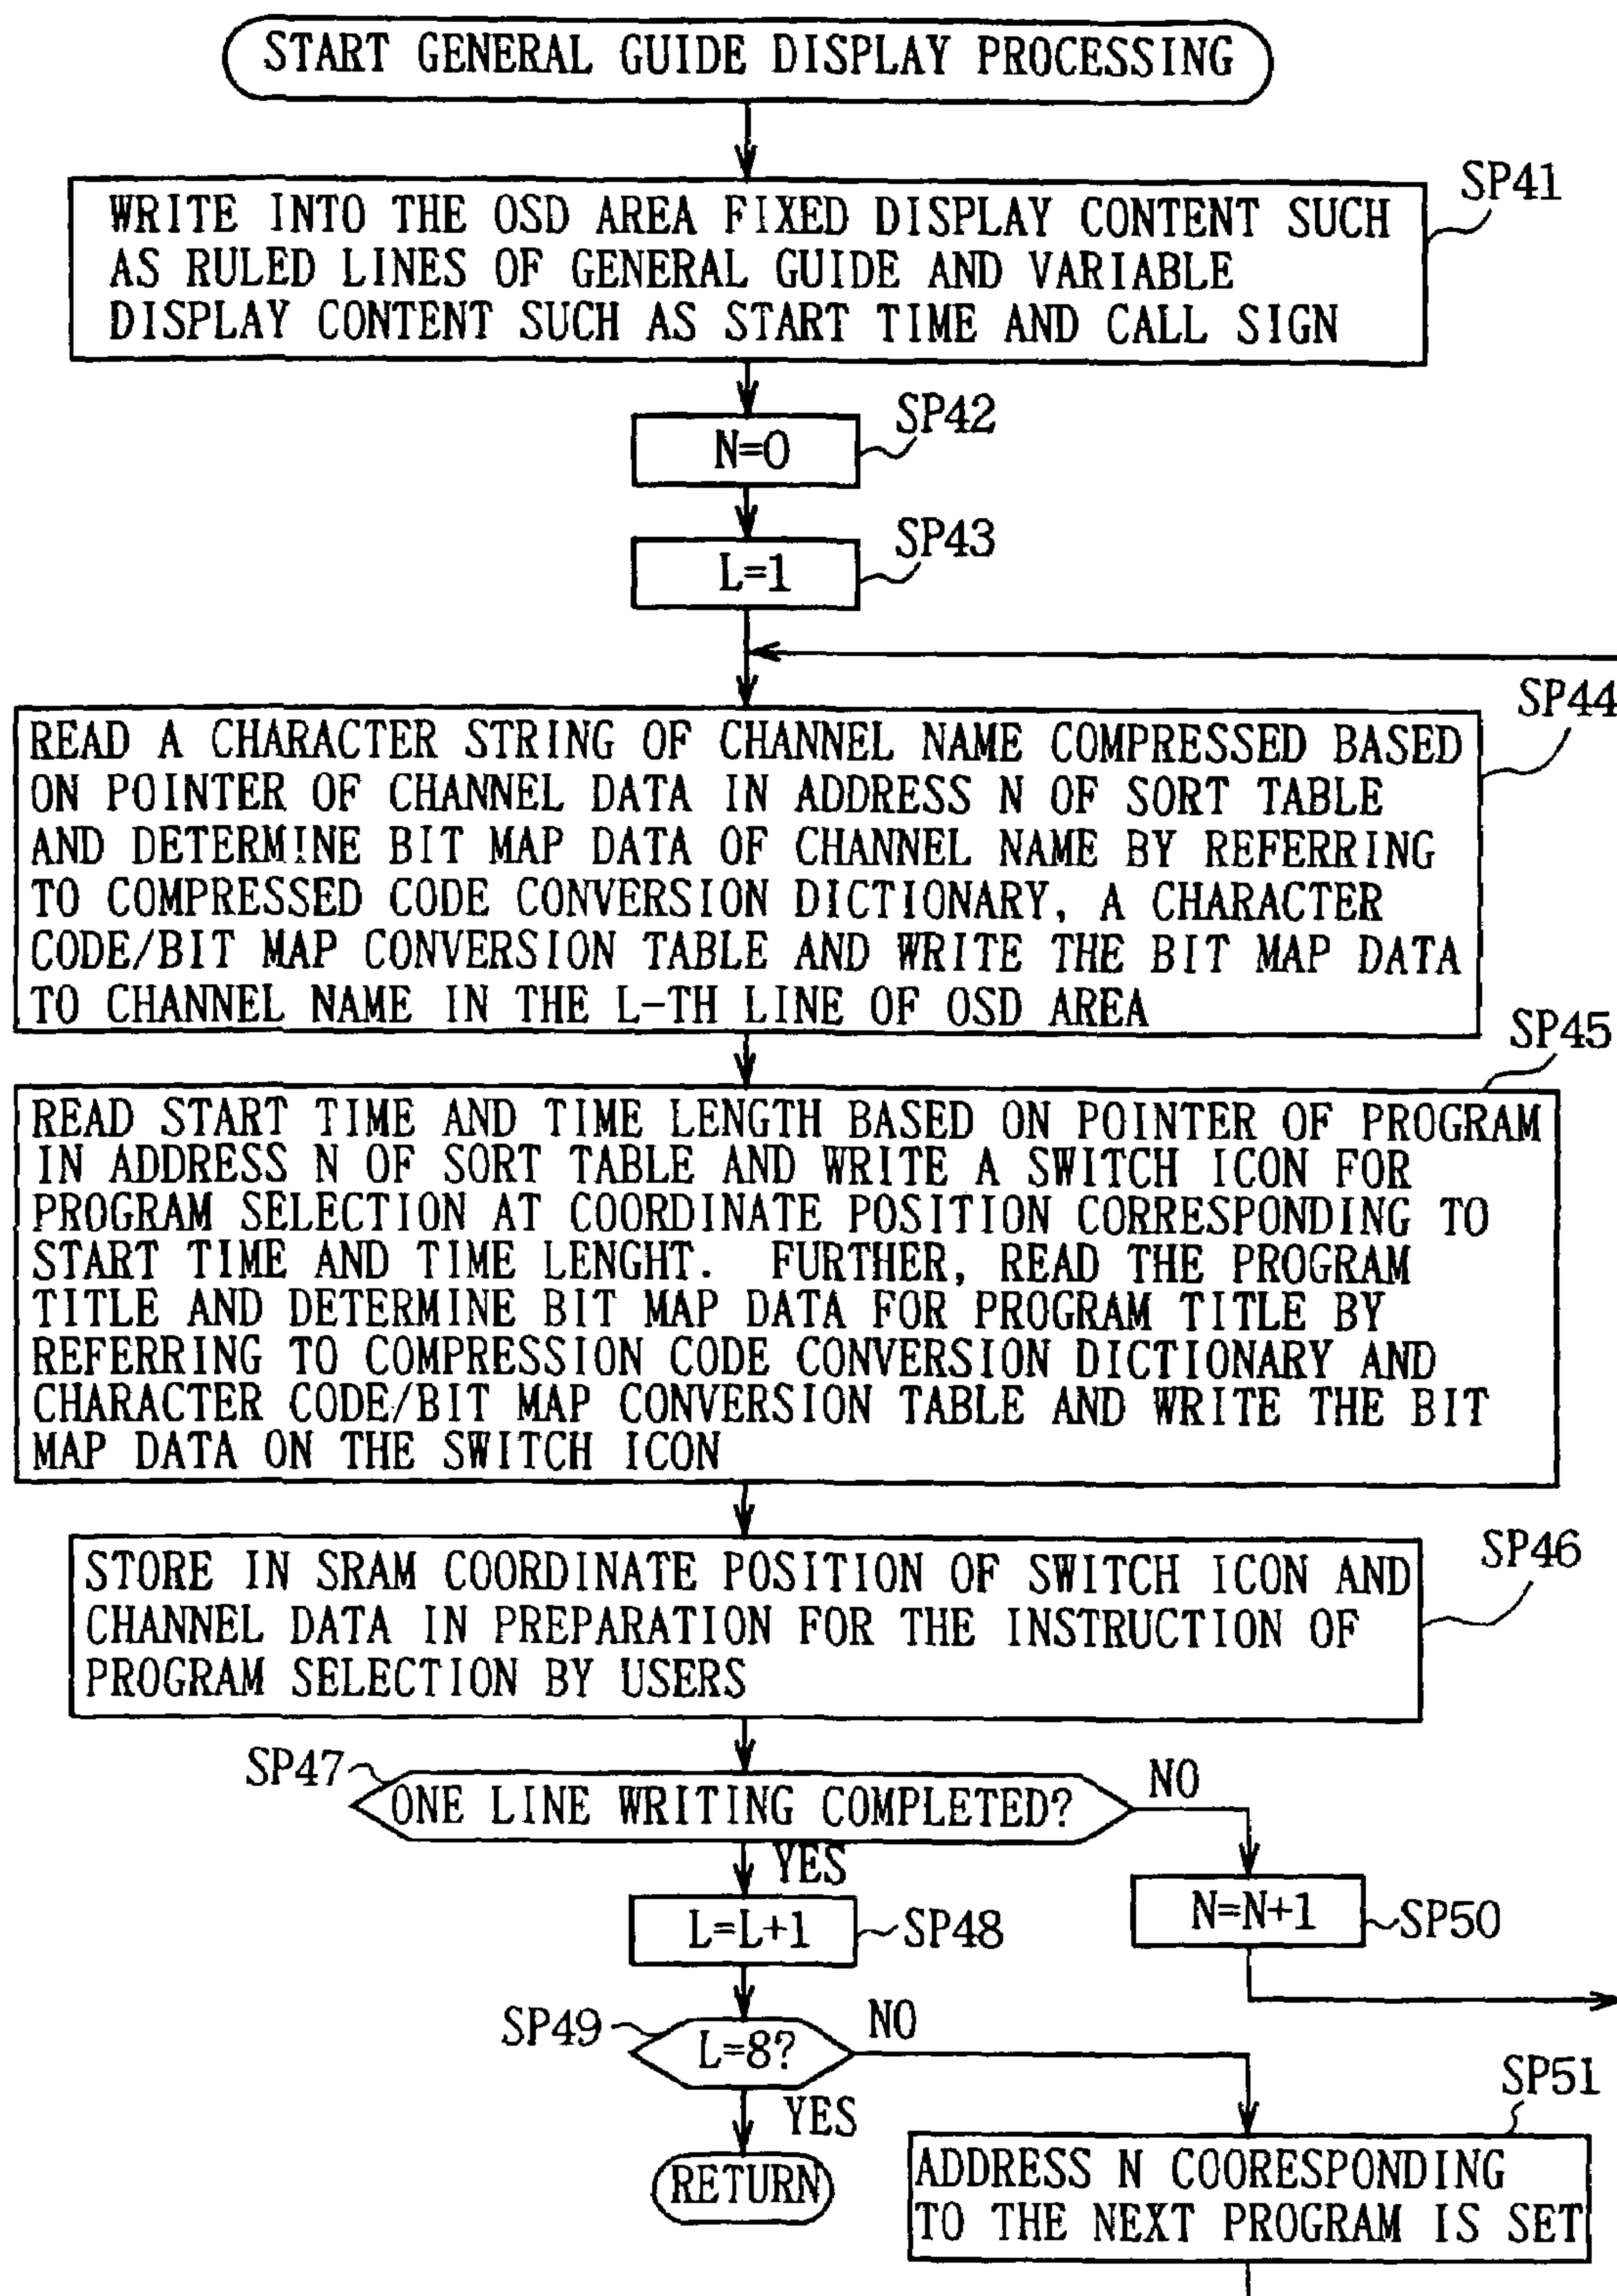 START GENERAL GUIDE DISPLAY PROCESSING
SP41
WRITE INTO THE OSD AREA FIXED DISPLAY CONTENT SUCH
AS RULED LINES OF GENERAL GUIDE AND VARIABLE
DISPLAY CONTENT SUCH AS START TIME AND CALL SIGN
SP42
N=0
SP43
L=1
SP44
READ A CHARACTER STRING OF CHANNEL NAME COMPRESSED BASED
ON POINTER OF CHANNEL DATA IN ADDRESS N OF SORT TABLE
AND DETERMINE BIT MAP DATA OF CHANNEL NAME BY REFERRING
TO COMPRESSED CODE CONVERSION DICTIONARY, A CHARACTER
CODE/BIT MAP CONVERSION TABLE AND WRITE THE BIT MAP DATA
TO CHANNEL NAME IN THE L-TH LINE OF OSD AREA
SP45
READ START TIME AND TIME LENGTH BASED ON POINTER OF PROGRAM
IN ADDRESS N OF SORT TABLE AND WRITE A SWITCH ICON FOR
PROGRAM SELECTION AT COORDINATE POSITION CORRESPONDING TO
START TIME AND TIME LENGHT. FURTHER, READ THE PROGRAM
TITLE AND DETERMINE BIT MAP DATA FOR PROGRAM TITLE BY
REFERRING TO COMPRESSION CODE CONVERSION DICTIONARY AND
CHARACTER CODE/BIT MAP CONVERSION TABLE AND WRITE THE BIT
MAP DATA ON THE SWITCH ICON
SP46
STORE IN SRAM COORDINATE POSITION OF SWITCH ICON AND
CHANNEL DATA IN PREPARATION FOR THE INSTRUCTION OF
PROGRAM SELECTION BY USERS
SP47
ONE LINE WRITING COMPLETED?
NO
YES
L=L+1
SP48
N=N+1
SP50
SP49
L=8?
NO
YES
RETURN
SP51
ADDRESS N COORESPONDING
TO THE NEXT PROGRAM IS SET